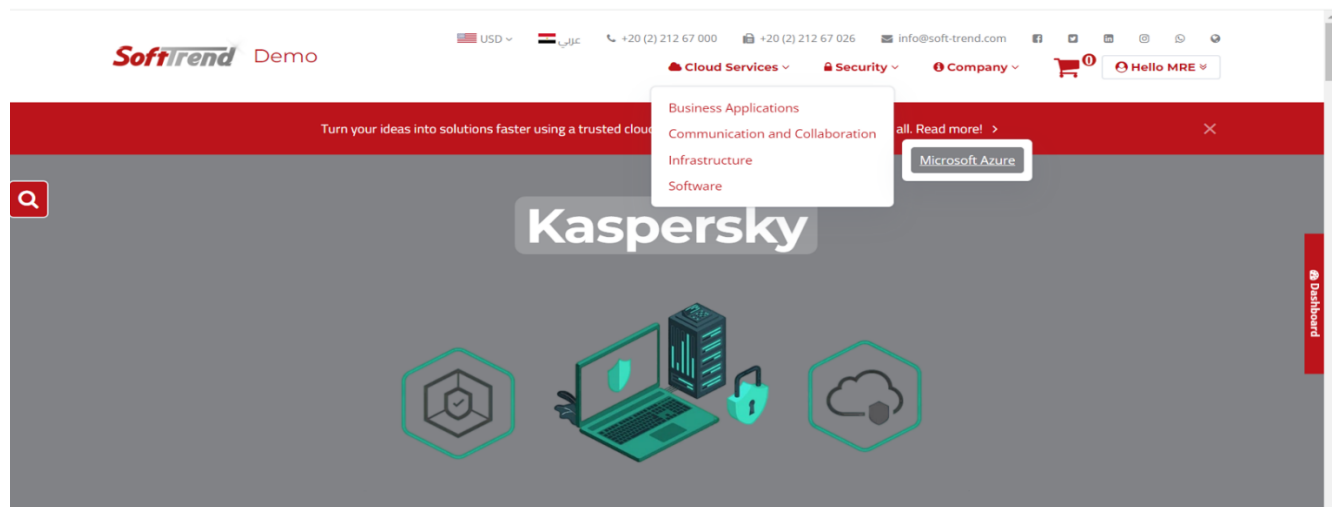 SoftTrend Demo
USD عربي +20 (2) 212 67 000 +20 (2) 212 67 026 info@soft-trend.com
Cloud Services Security Company 0 Hello MRE
Business Applications
Turn your ideas into solutions faster using a trusted clou all. Read more! >
Communication and Collaboration
Infrastructure
Microsoft Azure
Software
Kaspersky
Dashboard